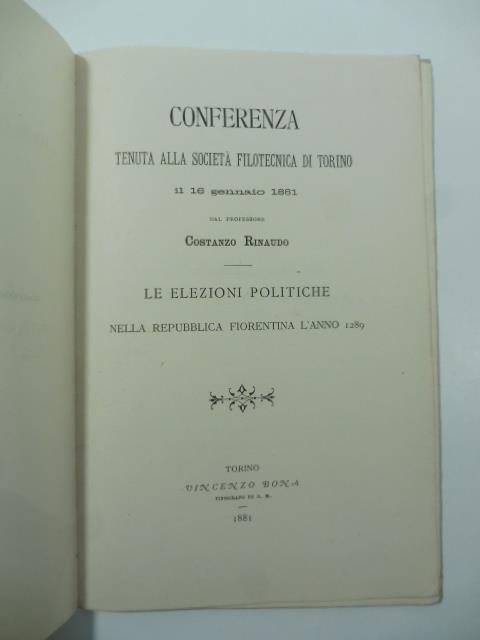 CONFERENZA
TENUTA ALLA SOCIETÀ FILOTECNICA DI TORINO
il 16 gennaio 1881
DAL PROFESSORE
COSTANZO RINAUDO
LE ELEZIONI POLITICHE
NELLA REPUBBLICA FIORENTINA L'ANNO 1289
TORINO
VINCENZO BONA
TIPOGRAFO DI S. M.
1881